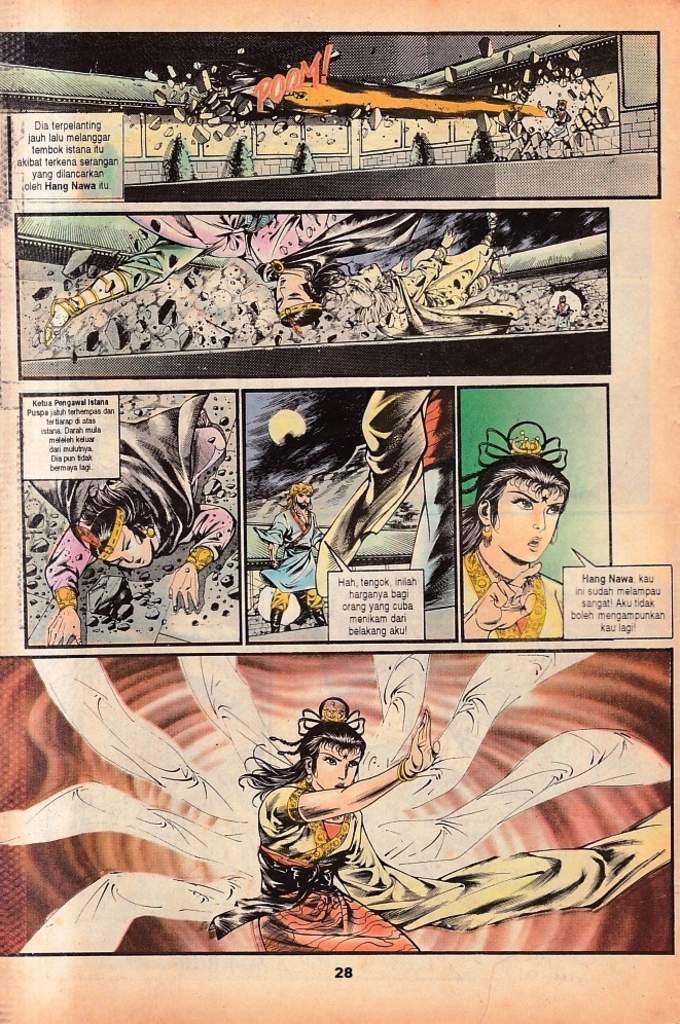 POOM!
Dia terpelanting
jauh lalu melanggar
tembok istana itu
akibat terkena serangan
yang dilancarkan
oleh Hang Nawa itu.
Ketua Pengawal Istana
Puspa jatuh terhempas dan
tertiarap di atas
istana. Darah mula
meleleh keluar
dari mulutnya.
Dia pun tidak
bermaya lagi.
Hah, tengok, inilah
harganya bagi
orang yang cuba
menikam dari
belakang aku!
Hang Nawa, kau
ini sudah melampau
sangat! Aku tidak
boleh mengampunkan
kau lagi!
28